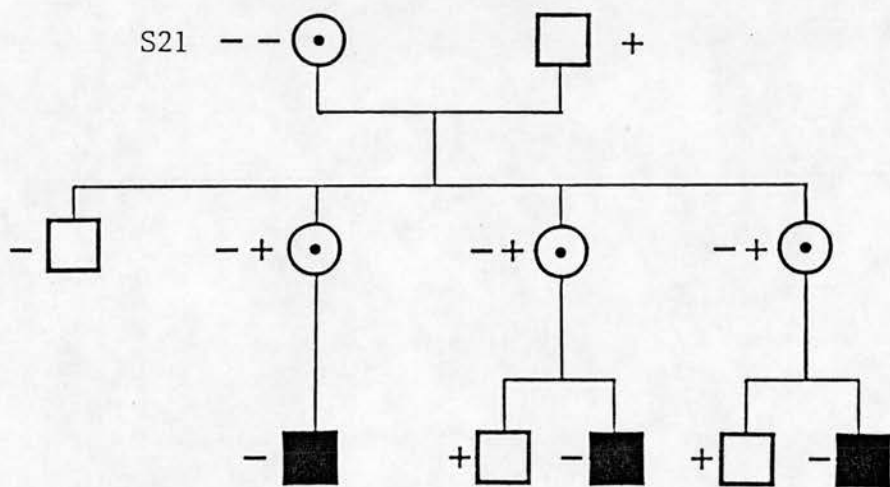 S21 - - +
- - + - + - +
- + - + -